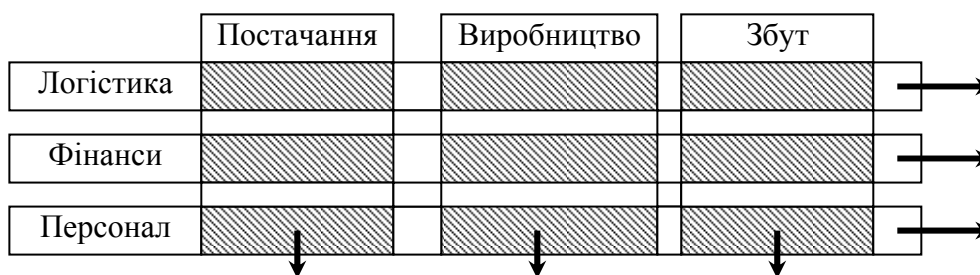 Постачання Виробництво Збут
Логістика
Фінанси
Персонал